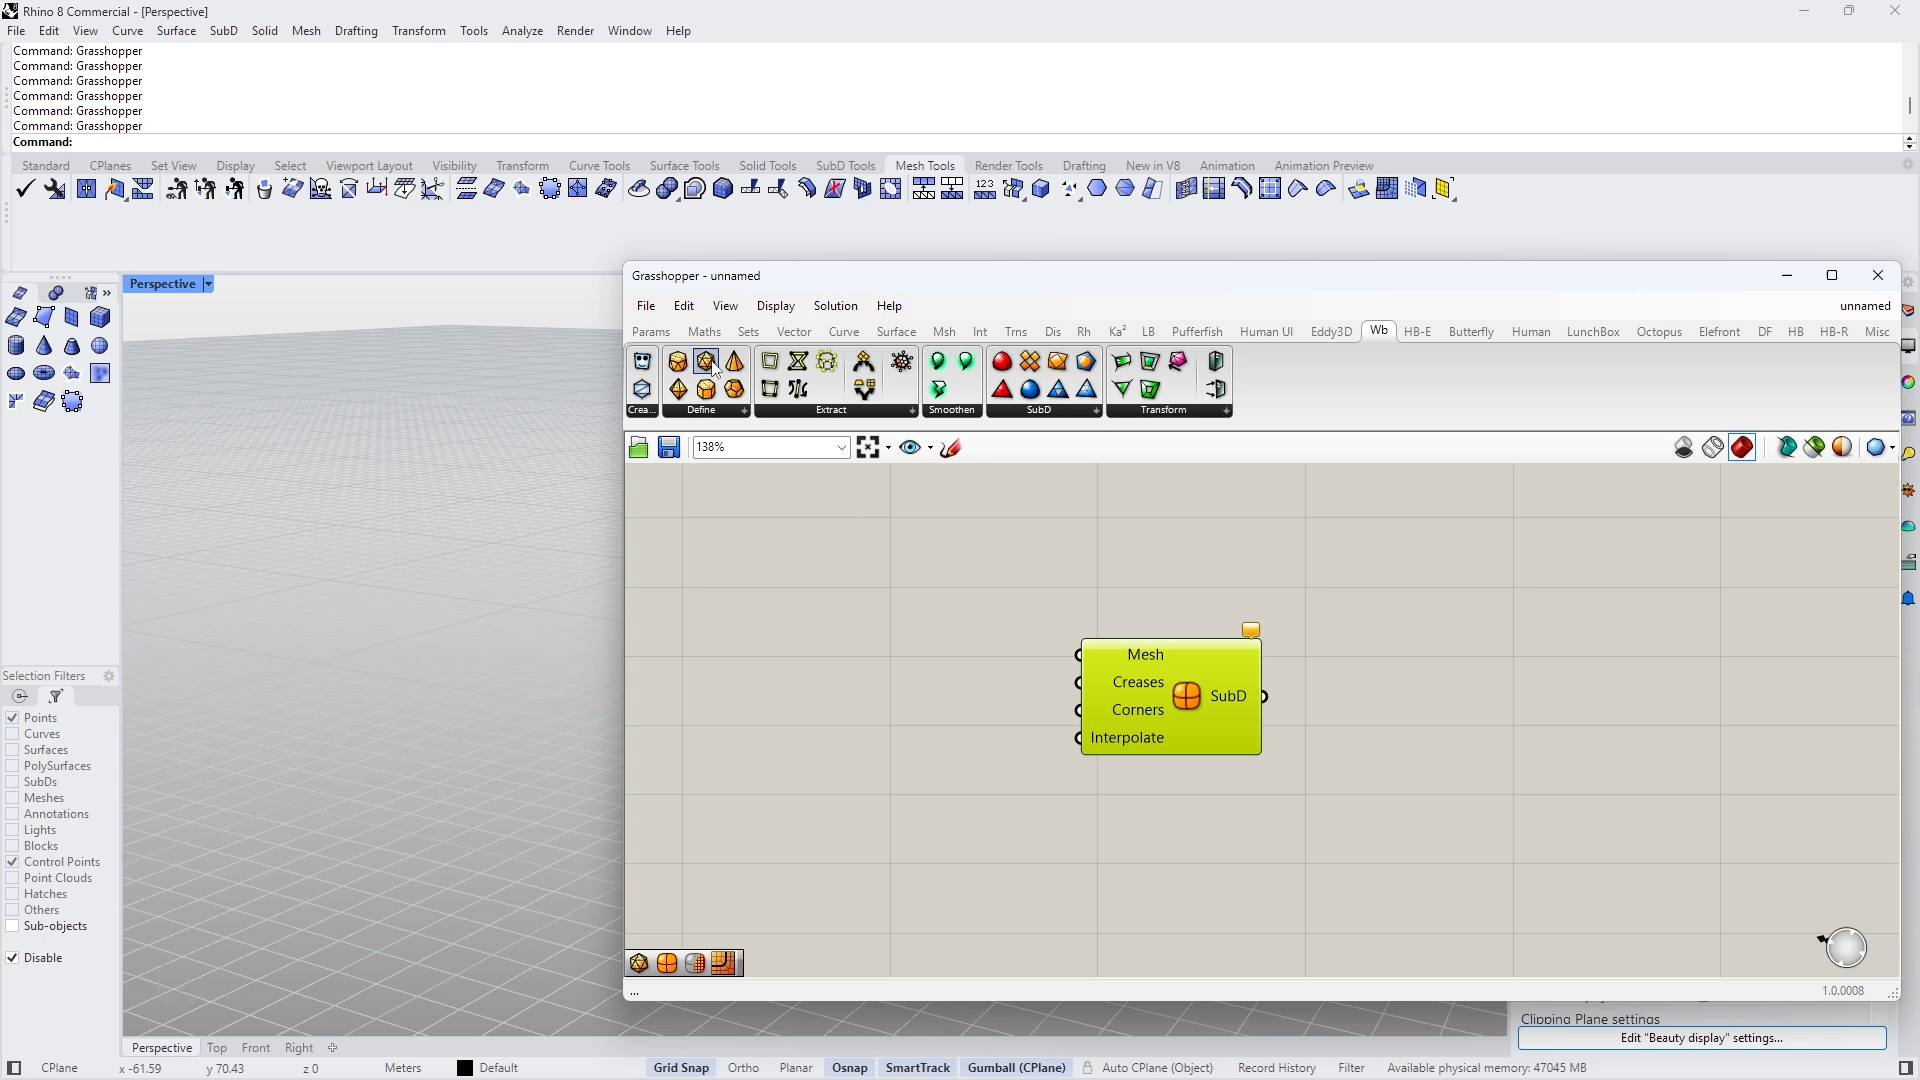 Rhino 8 Commercial - [Perspective]
File Edit View Curve Surface SubD Solid Mesh Drafting Transform Tools Analyze Render Window Help
Command: Grasshopper
Command: Grasshopper
Command: Grasshopper
Command: Grasshopper
Command: Grasshopper
Command: Grasshopper
Command:
Standard CPlanes Set View Display Select Viewport Layout Visibility Transform Curve Tools Surface Tools Solid Tools SubD Tools Mesh Tools Render Tools Drafting New in V8 Animation Animation Preview
123
Perspective
Grasshopper - unnamed
File Edit View Display Solution Help unnamed
Params Maths Sets Vector Curve Surface Msh Int Trns Dis Rh Ka² LB Pufferfish Human UI Eddy3D Wb HB-E Butterfly Human LunchBox Octopus Elefront DF HB HB-R Misc
Crea... Define Extract Smoothen SubD Transform
138%
Mesh
Creases
Corners
Interpolate
SubD
...
1.0.0008
Selection Filters
Points
Curves
Surfaces
PolySurfaces
SubDs
Meshes
Annotations
Lights
Blocks
Control Points
Point Clouds
Hatches
Others
Sub-objects
Disable
Clipping Plane settings
Edit "Beauty display" settings...
Perspective Top Front Right
CPlane x -61.59 y 70.43 z 0 Meters Default Grid Snap Ortho Planar Osnap SmartTrack Gumball (CPlane) Auto CPlane (Object) Record History Filter Available physical memory: 47045 MB